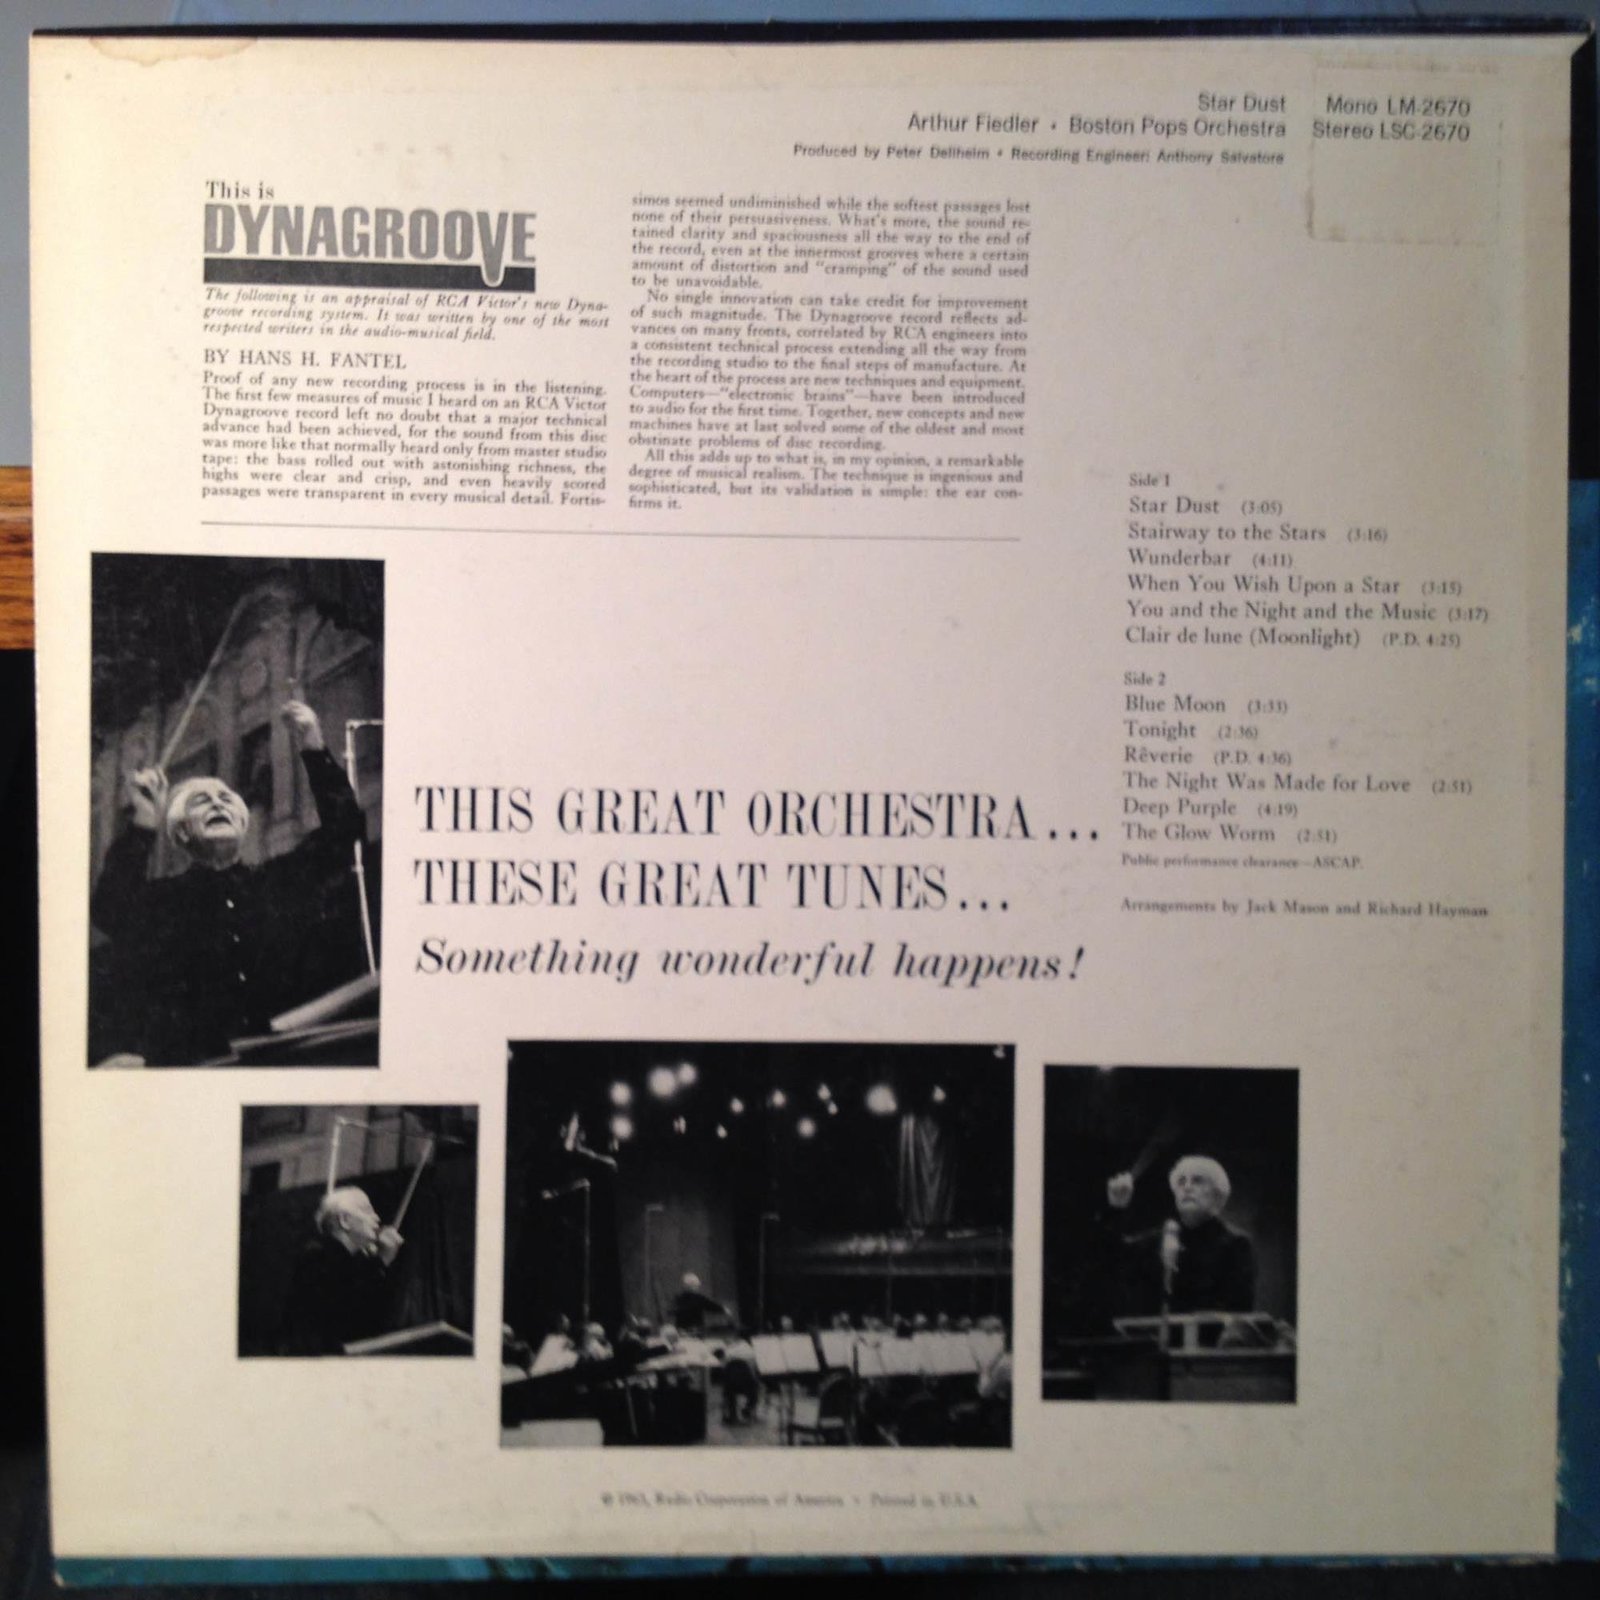 Star Dust
Arthur Fiedler • Boston Pops Orchestra
Produced by Peter Dellheim • Recording Engineer: Anthony Salvatore
Mono LM-2670
Stereo LSC-2670
This is
DYNAGROOVE
The following is an appraisal of RCA Victor's new Dyna-
groove recording system. It was written by one of the most
respected writers in the audio-musical field.
BY HANS H. FANTEL
Proof of any new recording process is in the listening.
The first few measures of music I heard on an RCA Victor
Dynagroove record left no doubt that a major technical
advance had been achieved, for the sound from this disc
was more like that normally heard only from master studio
tape: the bass rolled out with astonishing richness, the
highs were clear and crisp, and even heavily scored
passages were transparent in every musical detail. Fortis-
simos seemed undiminished while the softest passages lost
none of their persuasiveness. What's more, the sound re-
tained clarity and spaciousness all the way to the end of
the record, even at the innermost grooves where a certain
amount of distortion and "cramping" of the sound used
to be unavoidable.
No single innovation can take credit for improvement
of such magnitude. The Dynagroove record reflects ad-
vances on many fronts, correlated by RCA engineers into
a consistent technical process extending all the way from
the recording studio to the final steps of manufacture. At
the heart of the process are new techniques and equipment.
Computers—"electronic brains"—have been introduced
to audio for the first time. Together, new concepts and new
machines have at last solved some of the oldest and most
obstinate problems of disc recording.
All this adds up to what is, in my opinion, a remarkable
degree of musical realism. The technique is ingenious and
sophisticated, but its validation is simple: the ear con-
firms it.
Side 1
Star Dust (3:05)
Stairway to the Stars (3:16)
Wunderbar (4:11)
When You Wish Upon a Star (3:15)
You and the Night and the Music (3:17)
Clair de lune (Moonlight) (P.D. 4:25)
Side 2
Blue Moon (3:33)
Tonight (2:36)
Rêverie (P.D. 4:36)
The Night Was Made for Love (2:51)
Deep Purple (4:19)
The Glow Worm (2:51)
Public performance clearance—ASCAP.
Arrangements by Jack Mason and Richard Hayman
THIS GREAT ORCHESTRA...
THESE GREAT TUNES...
Something wonderful happens!
© 1963, Radio Corporation of America • Printed in U.S.A.